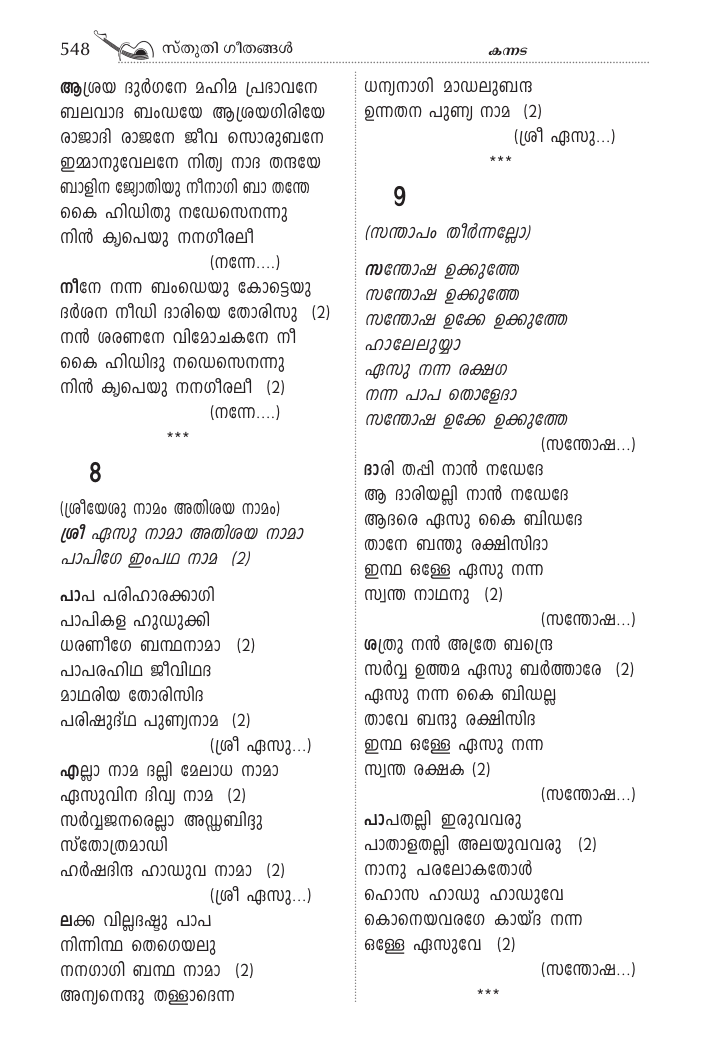 548 സ്തുതി ഗീതങ്ങൾ
കന്നട
ആശ്രയ ദുർഗനേ മഹിമ പ്രഭാവനേ
ബലവാദ ബംഡയേ ആശ്രയഗിരിയേ
രാജാദി രാജനേ ജീവ സൊരുബനേ
ഇമ്മാനുവേലനേ നിത്യ നാദ തന്ദയേ
ബാളിന ജ്യോതിയു നീനാഗി ബാ തന്തേ
കൈ ഹിഡിതു നഡേസെനന്നു
നിൻ കൃപെയു നനഗീരലീ
(നന്നേ....)
നീനേ നന്ന ബംഡെയു കോട്ടെയു
ദർശന നീഡി ദാരിയെ തോരിസു (2)
നൻ ശരണനേ വിമോചകനേ നീ
കൈ ഹിഡിദു നഡെസെനന്നു
നിൻ കൃപെയു നനഗീരലീ (2)
(നന്നേ....)
***
8
(ശ്രീയേശു നാമം അതിശയ നാമം)
ശ്രീ ഏസു നാമാ അതിശയ നാമാ
പാപിഗേ ഇംപഥ നാമ (2)
പാപ പരിഹാരക്കാഗി
പാപികള ഹുഡുക്കി
ധരണീഗേ ബന്ഥനാമാ (2)
പാപരഹിഥ ജീവിഥദ
മാഥരിയ തോരിസിദ
പരിഷുദ്ഥ പുണ്യനാമ (2)
(ശ്രീ ഏസു...)
എല്ലാ നാമ ദല്ലി മേലാധ നാമാ
ഏസുവിന ദിവ്യ നാമ (2)
സർവ്വജനരെല്ലാ അഡ്ഡബിദ്ദു
സ്തോത്രമാഡി
ഹർഷദിന്ദ ഹാഡുവ നാമാ (2)
(ശ്രീ ഏസു...)
ലക്ക വില്ലദഷ്ടു പാപ
നിന്നിന്ഥ തെഗെയലു
നനഗാഗി ബന്ഥ നാമാ (2)
അന്യനെന്ദു തള്ളാദെന്ന
ധന്യനാഗി മാഡലുബന്ദ
ഉന്നതന പുണ്യ നാമ (2)
(ശ്രീ ഏസു...)
***
9
(സന്താപം തീർന്നല്ലോ)
സന്തോഷ ഉക്കുത്തേ
സന്തോഷ ഉക്കുത്തേ
സന്തോഷ ഉക്കേ ഉക്കുത്തേ
ഹാലേലുയ്യാ
ഏസു നന്ന രക്ഷഗ
നന്ന പാപ തൊളേദാ
സന്തോഷ ഉക്കേ ഉക്കുത്തേ
(സന്തോഷ...)
ദാരി തപ്പി നാൻ നഡേദേ
ആ ദാരിയല്ലി നാൻ നഡേദേ
ആദരെ ഏസു കൈ ബിഡദേ
താനേ ബന്തു രക്ഷിസിദാ
ഇന്ഥ ഒള്ളേ ഏസു നന്ന
സ്വന്ത നാഥനു (2)
(സന്തോഷ...)
ശത്രു നൻ അത്രേ ബന്ദ്രെ
സർവ്വ ഉത്തമ ഏസു ബർത്താരേ (2)
ഏസു നന്ന കൈ ബിഡല്ല
താവേ ബന്ദു രക്ഷിസിദ
ഇന്ഥ ഒള്ളേ ഏസു നന്ന
സ്വന്ത രക്ഷക (2)
(സന്തോഷ...)
പാപതല്ലി ഇരുവവരു
പാതാളതല്ലി അലയുവവരു (2)
നാനു പരലോകതോൾ
ഹൊസ ഹാഡു ഹാഡുവേ
കൊനെയവരഗേ കായ്ദ നന്ന
ഒള്ളേ ഏസുവേ (2)
(സന്തോഷ...)
***